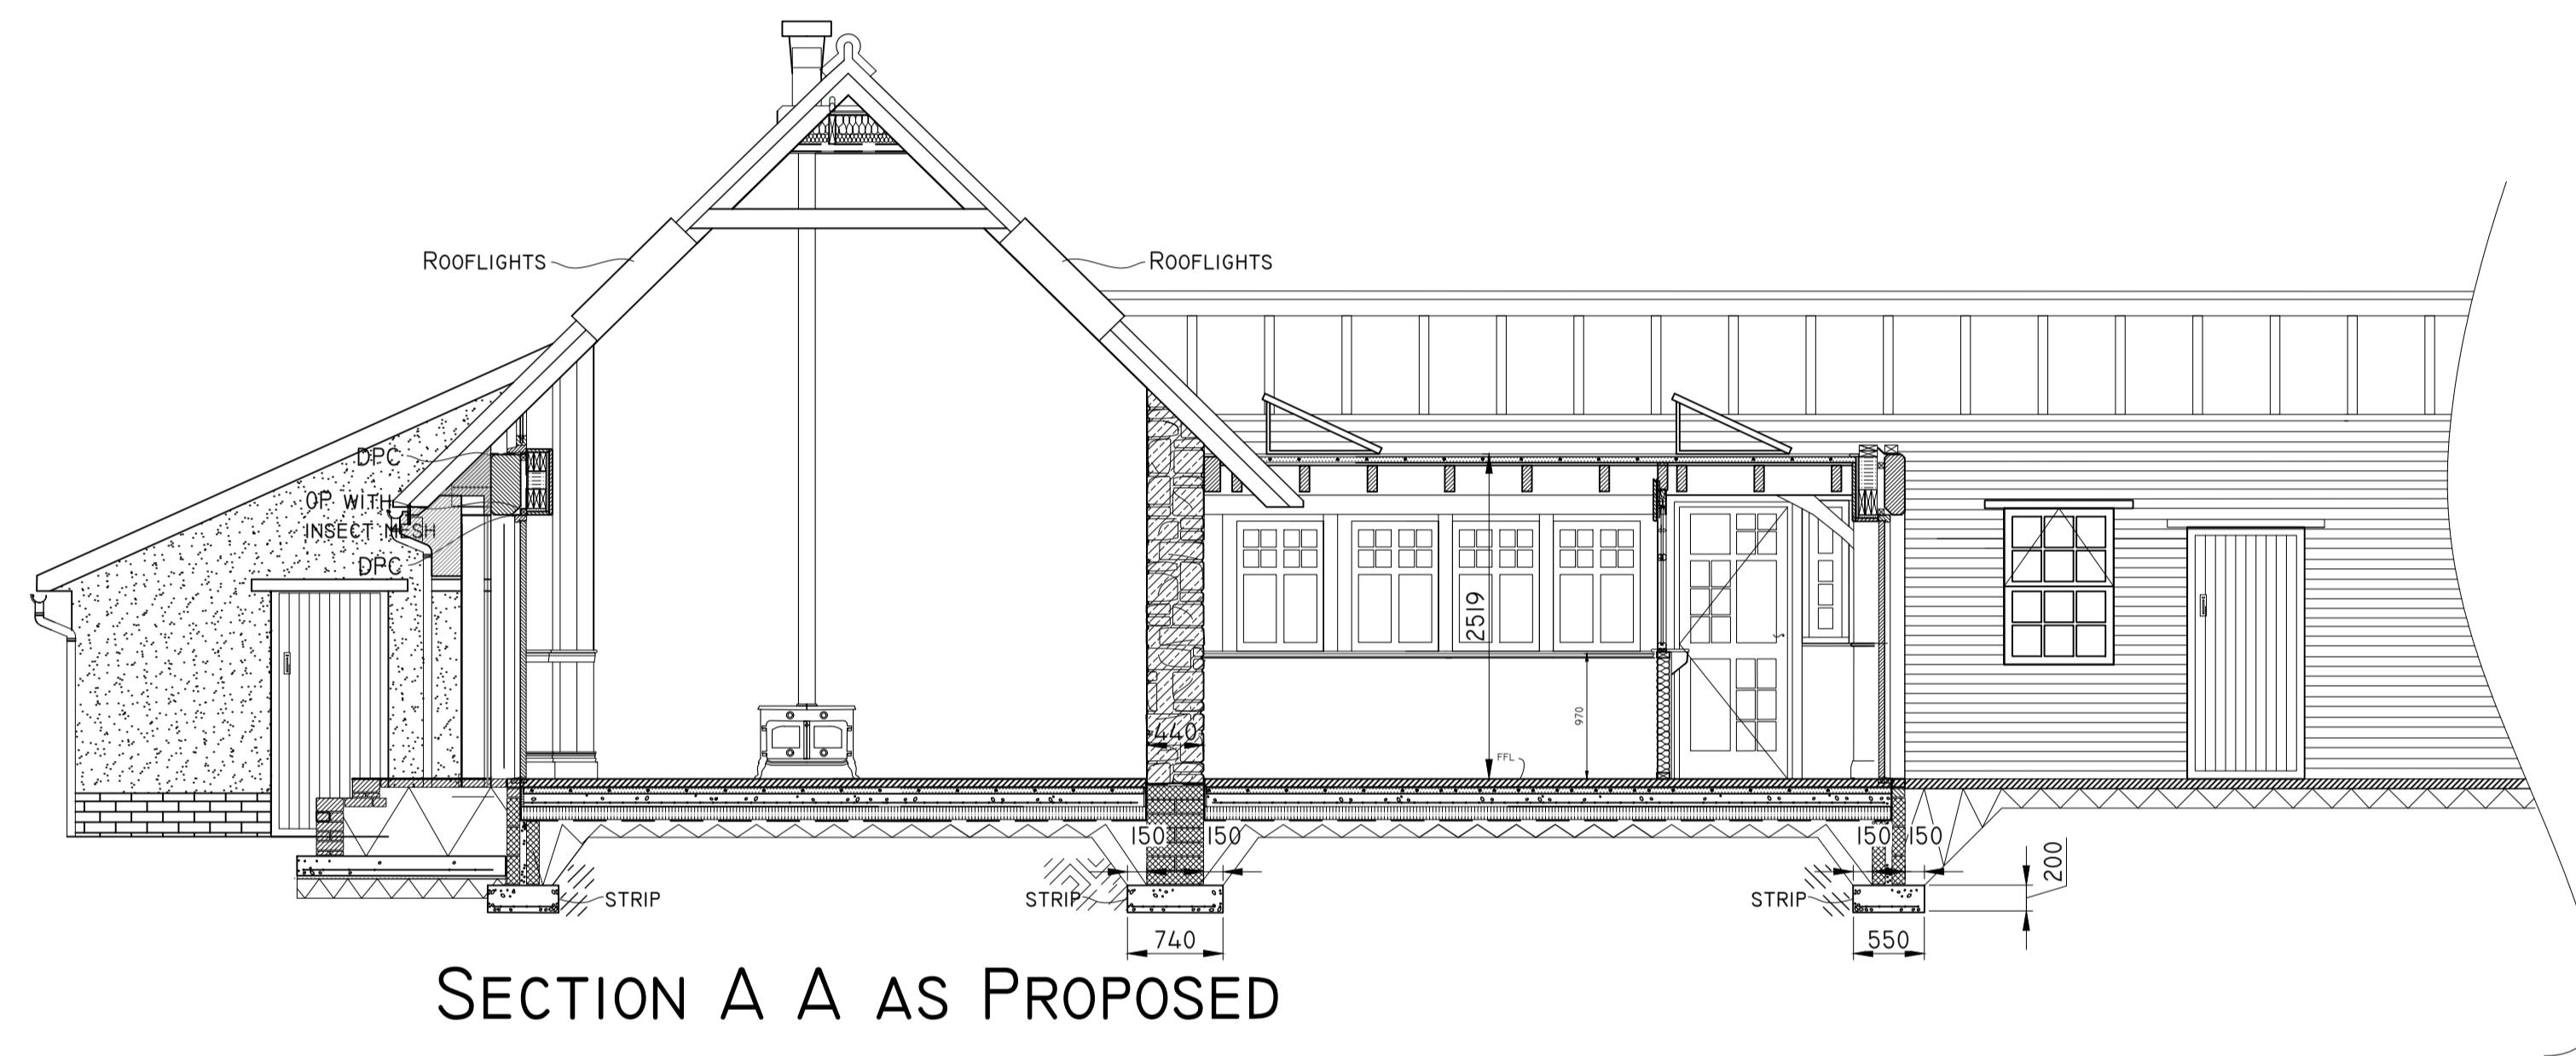 ROOFLIGHTS
ROOFLIGHTS
DPC
OP WITH
INSECT MESH
DPC
2519
970
FFL
440
150 150
150 150
200
STRIP
STRIP
STRIP
740
550
SECTION A A AS PROPOSED